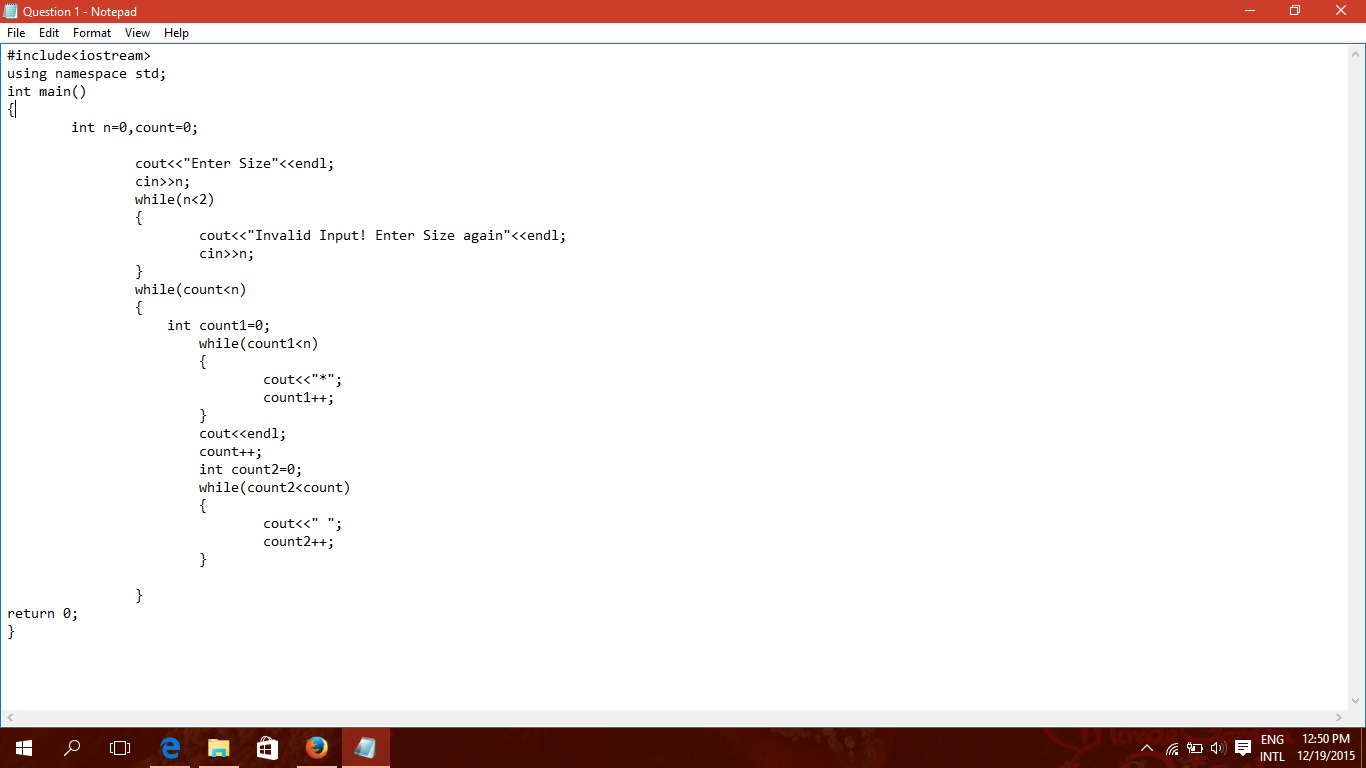 Question 1 - Notepad
File Edit Format View Help
#include<iostream>
using namespace std;
int main()
{
        int n=0,count=0;

                cout<<"Enter Size"<<endl;
                cin>>n;
                while(n<2)
                {
                        cout<<"Invalid Input! Enter Size again"<<endl;
                        cin>>n;
                }
                while(count<n)
                {
                    int count1=0;
                        while(count1<n)
                        {
                                cout<<"*";
                                count1++;
                        }
                        cout<<endl;
                        count++;
                        int count2=0;
                        while(count2<count)
                        {
                                cout<<" ";
                                count2++;
                        }

                }
return 0;
}
ENG
INTL
12:50 PM
12/19/2015